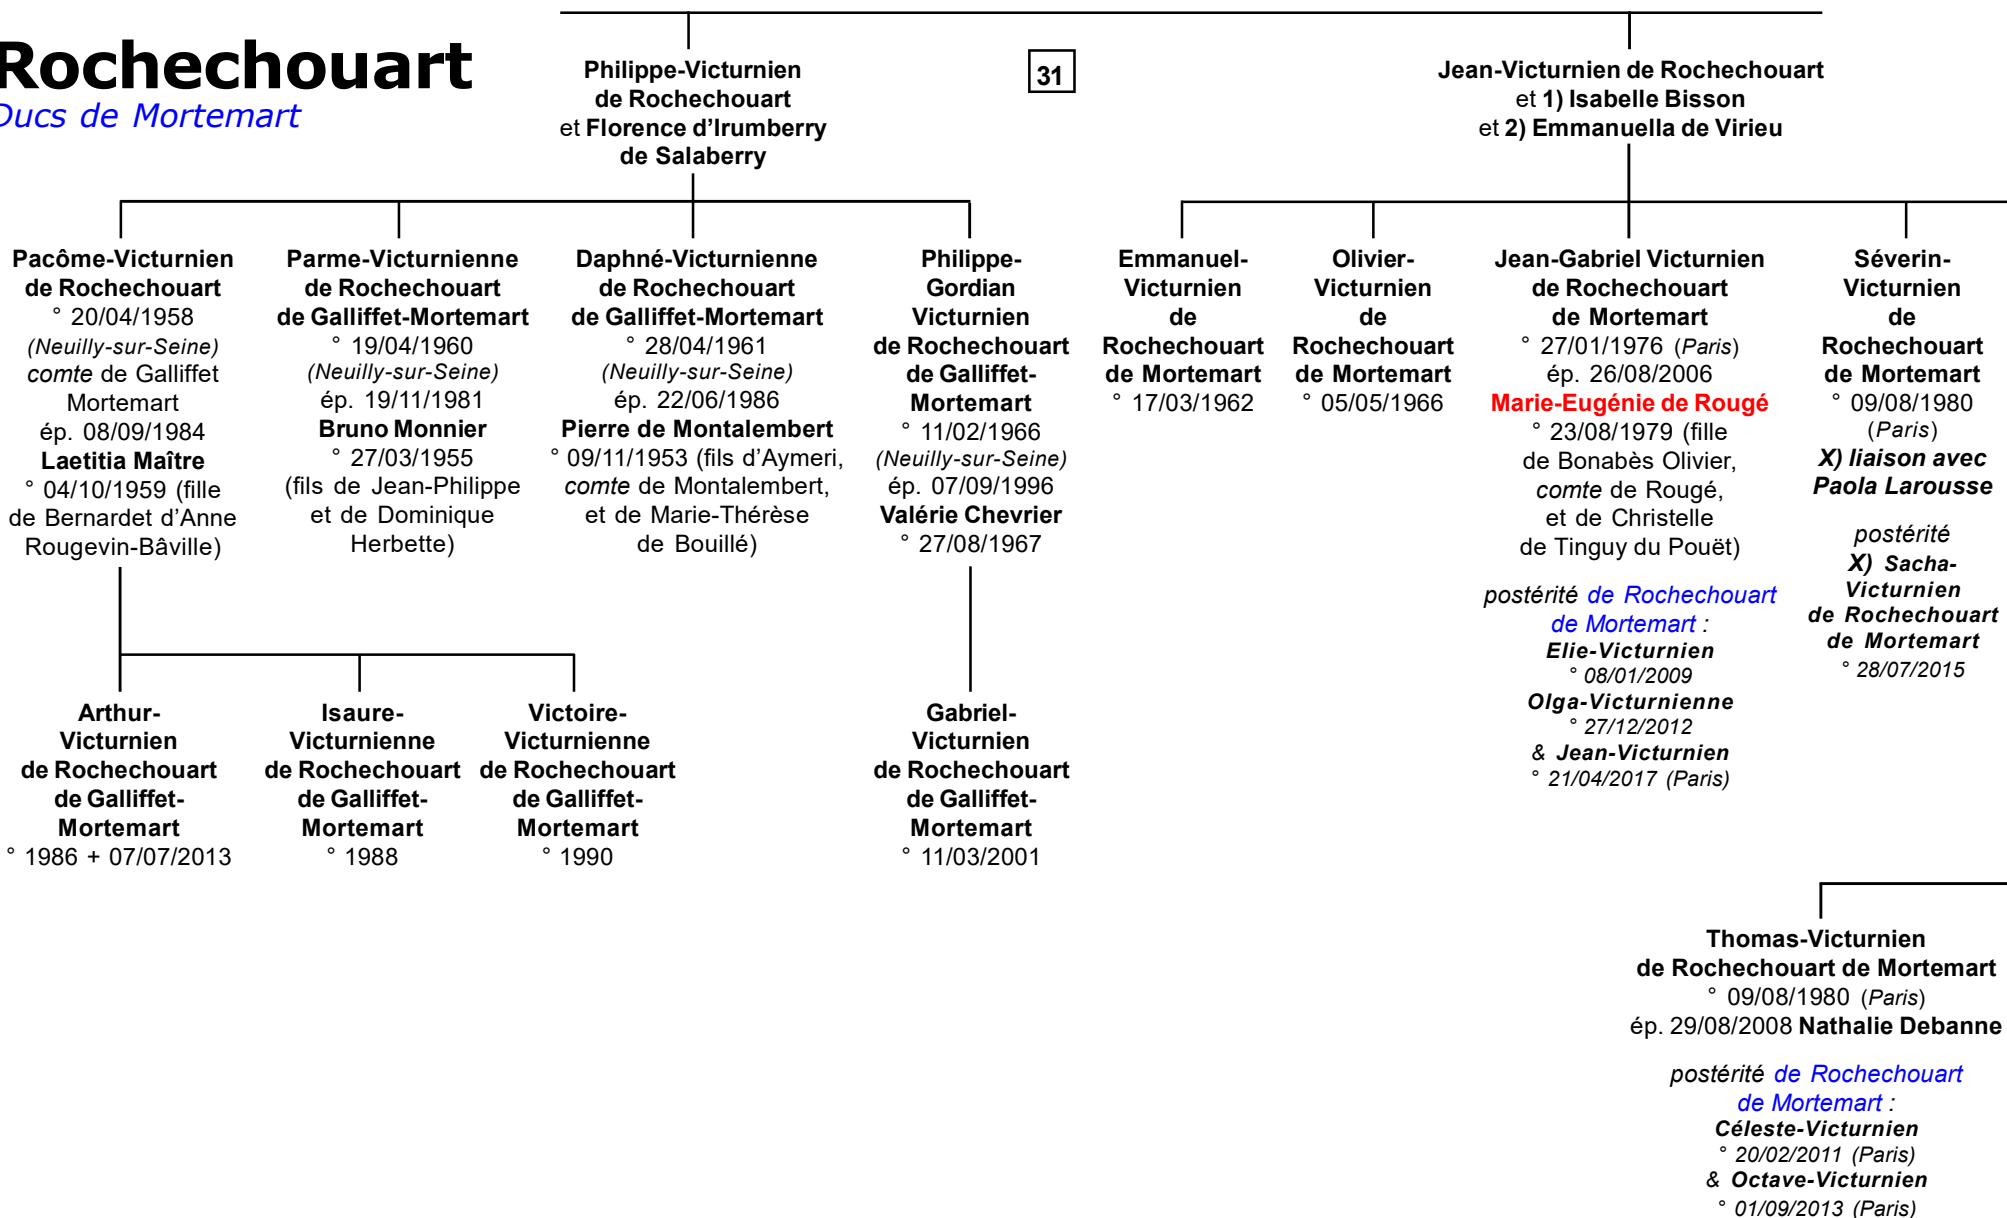 Rochechouart
Ducs de Mortemart
Philippe-Victurnien
de Rochechouart
et Florence d'Irumberry
de Salaberry
31
Jean-Victurnien de Rochechouart
et 1) Isabelle Bisson
et 2) Emmanuella de Virieu
Pacôme-Victurnien
de Rochechouart
° 20/04/1958
(Neuilly-sur-Seine)
comte de Galliffet
Mortemart
ép. 08/09/1984
Laetitia Maître
° 04/10/1959 (fille
de Bernardet d'Anne
Rougevin-Bâville)
Parme-Victurnienne
de Rochechouart
de Galliffet-Mortemart
° 19/04/1960
(Neuilly-sur-Seine)
ép. 19/11/1981
Bruno Monnier
° 27/03/1955
(fils de Jean-Philippe
et de Dominique
Herbette)
Daphné-Victurnienne
de Rochechouart
de Galliffet-Mortemart
° 28/04/1961
(Neuilly-sur-Seine)
ép. 22/06/1986
Pierre de Montalembert
° 09/11/1953 (fils d'Aymeri,
comte de Montalembert,
et de Marie-Thérèse
de Bouillé)
Philippe-
Gordian
Victurnien
de Rochechouart
de Galliffet-
Mortemart
° 11/02/1966
(Neuilly-sur-Seine)
ép. 07/09/1996
Valérie Chevrier
° 27/08/1967
Emmanuel-
Victurnien
de
Rochechouart
de Mortemart
° 17/03/1962
Olivier-
Victurnien
de
Rochechouart
de Mortemart
° 05/05/1966
Jean-Gabriel Victurnien
de Rochechouart
de Mortemart
° 27/01/1976 (Paris)
ép. 26/08/2006
Marie-Eugénie de Rougé
° 23/08/1979 (fille
de Bonabès Olivier,
comte de Rougé,
et de Christelle
de Tinguy du Pouët)
postérité de Rochechouart
de Mortemart :
Elie-Victurnien
° 08/01/2009
Olga-Victurnienne
° 27/12/2012
& Jean-Victurnien
° 21/04/2017 (Paris)
Séverin-
Victurnien
de
Rochechouart
de Mortemart
° 09/08/1980
(Paris)
X) liaison avec
Paola Larousse
postérité
X) Sacha-
Victurnien
de Rochechouart
de Mortemart
° 28/07/2015
Arthur-
Victurnien
de Rochechouart
de Galliffet-
Mortemart
° 1986 + 07/07/2013
Isaure-
Victurnienne
de Rochechouart
de Galliffet-
Mortemart
° 1988
Victoire-
Victurnienne
de Rochechouart
de Galliffet-
Mortemart
° 1990
Gabriel-
Victurnien
de Rochechouart
de Galliffet-
Mortemart
° 11/03/2001
Thomas-Victurnien
de Rochechouart de Mortemart
° 09/08/1980 (Paris)
ép. 29/08/2008 Nathalie Debanne
postérité de Rochechouart
de Mortemart :
Céleste-Victurnien
° 20/02/2011 (Paris)
& Octave-Victurnien
° 01/09/2013 (Paris)